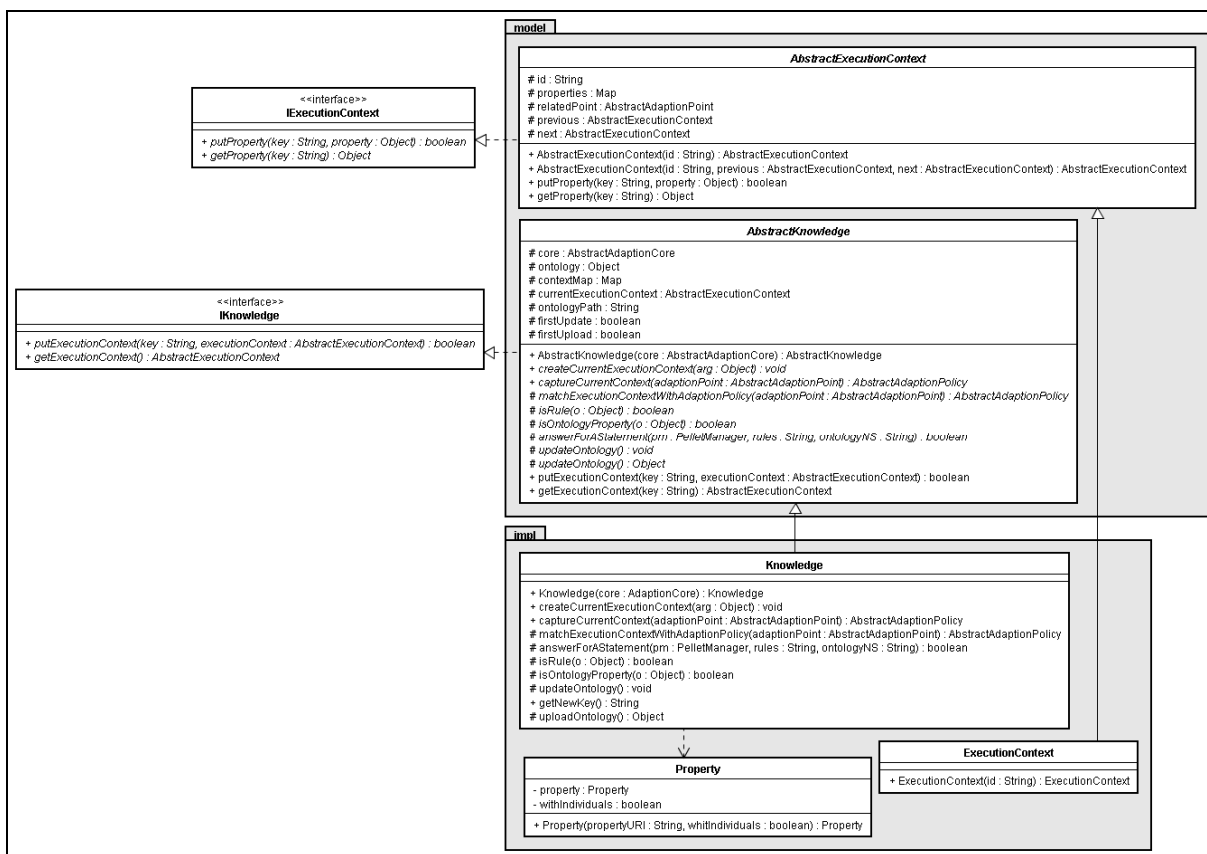 model
AbstractExecutionContext
# id : String
# properties : Map
# relatedPoint : AbstractAdaptionPoint
# previous : AbstractExecutionContext
# next : AbstractExecutionContext
+ AbstractExecutionContext(id : String) : AbstractExecutionContext
+ AbstractExecutionContext(id : String, previous : AbstractExecutionContext, next : AbstractExecutionContext) : AbstractExecutionContext
+ putProperty(key : String, property : Object) : boolean
+ getProperty(key : String) : Object
<<interface>>
IExecutionContext
+ putProperty(key : String, property : Object) : boolean
+ getProperty(key : String) : Object
AbstractKnowledge
# core : AbstractAdaptionCore
# ontology : Object
# contextMap : Map
# currentExecutionContext : AbstractExecutionContext
# ontologyPath : String
# firstUpdate : boolean
# firstUpload : boolean
+ AbstractKnowledge(core : AbstractAdaptionCore) : AbstractKnowledge
+ createCurrentExecutionContext(arg : Object) : void
+ captureCurrentContext(adaptionPoint : AbstractAdaptionPoint) : AbstractAdaptionPolicy
# matchExecutionContextWithAdaptionPolicy(adaptionPoint : AbstractAdaptionPoint) : AbstractAdaptionPolicy
# isRule(o : Object) : boolean
# isOntologyProperty(o : Object) : boolean
# answerForAStatement(pm : PelletManager, rules : String, ontologyNS : String) : boolean
# updateOntology() : void
# updateOntology() : Object
+ putExecutionContext(key : String, executionContext : AbstractExecutionContext) : boolean
+ getExecutionContext(key : String) : AbstractExecutionContext
<<interface>>
IKnowledge
+ putExecutionContext(key : String, executionContext : AbstractExecutionContext) : boolean
+ getExecutionContext() : AbstractExecutionContext
impl
Knowledge
+ Knowledge(core : AdaptionCore) : Knowledge
+ createCurrentExecutionContext(arg : Object) : void
+ captureCurrentContext(adaptionPoint : AbstractAdaptionPoint) : AbstractAdaptionPolicy
# matchExecutionContextWithAdaptionPolicy(adaptionPoint : AbstractAdaptionPoint) : AbstractAdaptionPolicy
# answerForAStatement(pm : PelletManager, rules : String, ontologyNS : String) : boolean
# isRule(o : Object) : boolean
# isOntologyProperty(o : Object) : boolean
# updateOntology() : void
+ getNewKey() : String
# uploadOntology() : Object
Property
- property : Property
- withIndividuals : boolean
+ Property(propertyURI : String, whitIndividuals : boolean) : Property
ExecutionContext
+ ExecutionContext(id : String) : ExecutionContext